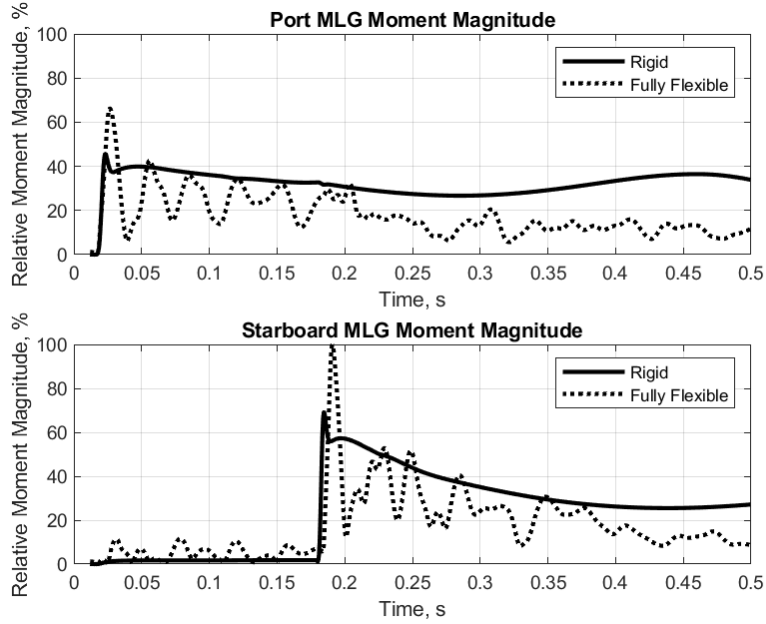 Port MLG Moment Magnitude
Relative Moment Magnitude, %
100
80
60
40
20
0
Rigid
Fully Flexible
0 0.05 0.1 0.15 0.2 0.25 0.3 0.35 0.4 0.45 0.5
Time, s
Starboard MLG Moment Magnitude
Relative Moment Magnitude, %
100
80
60
40
20
0
Rigid
Fully Flexible
0 0.05 0.1 0.15 0.2 0.25 0.3 0.35 0.4 0.45 0.5
Time, s